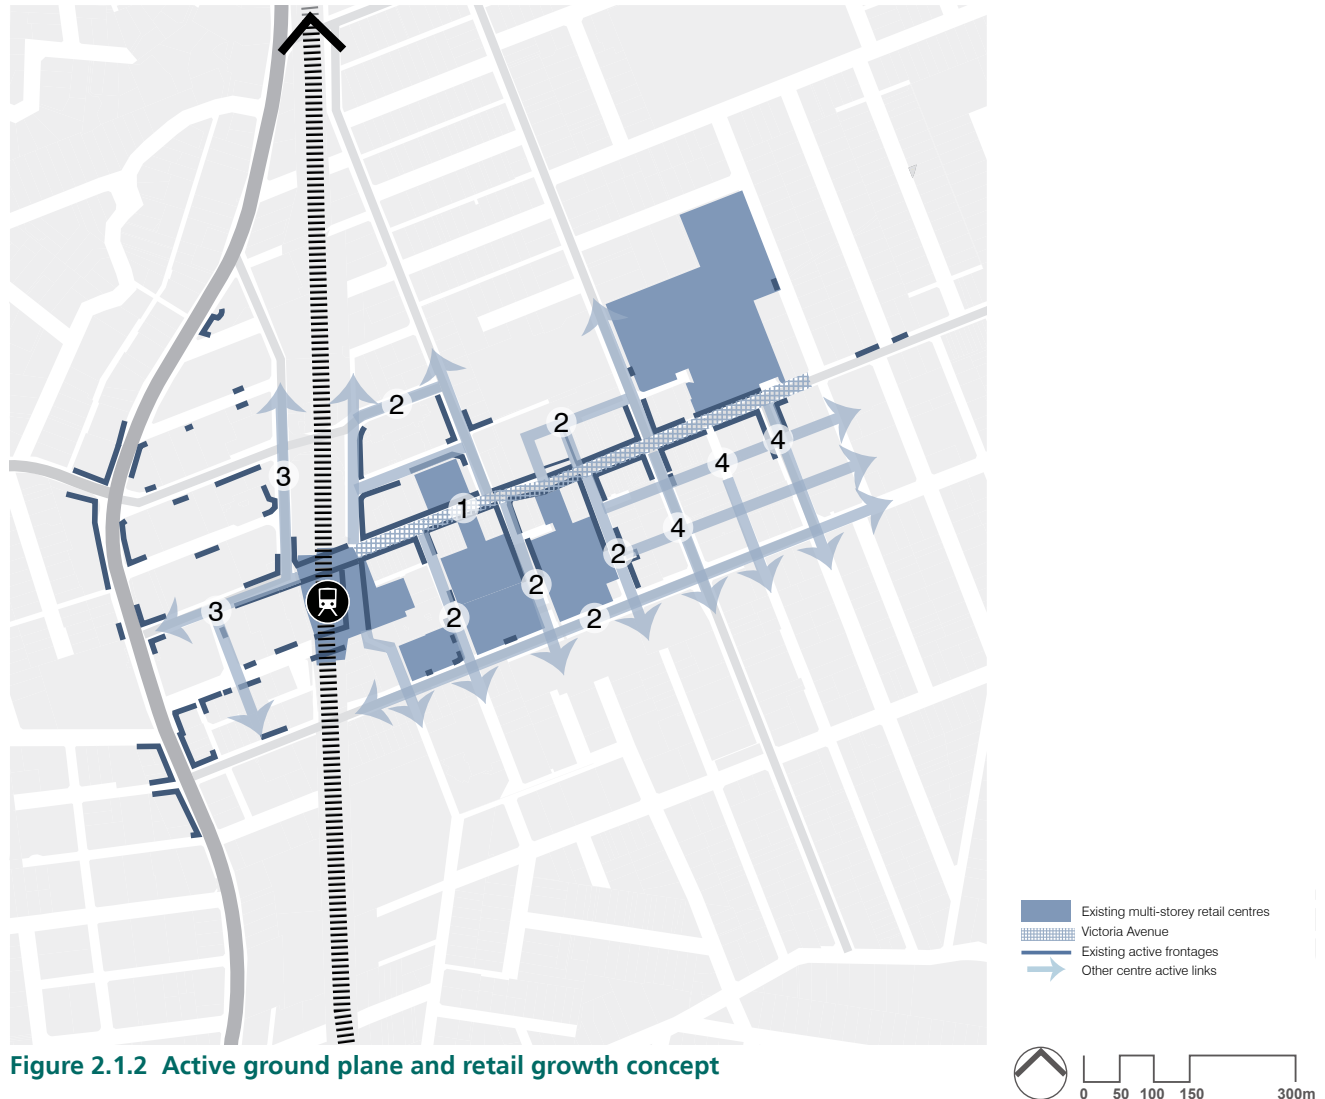 2
2
4
4
3
1
4
2
2
3
2
2
Existing multi-storey retail centres
Victoria Avenue
Existing active frontages
Other centre active links
Figure 2.1.2 Active ground plane and retail growth concept
0 50 100 150 300m